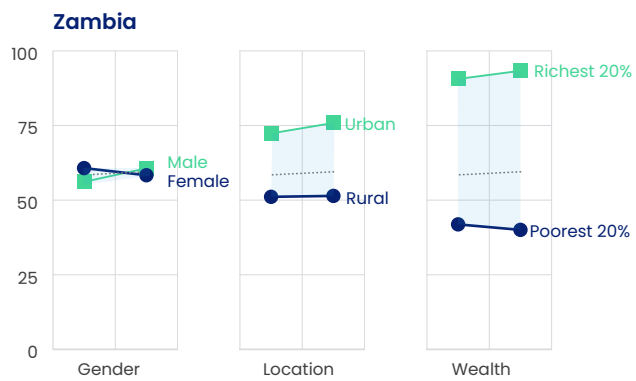 Zambia
100
75
50
25
0
Male
Female
Gender
Urban
Rural
Location
Richest 20%
Poorest 20%
Wealth